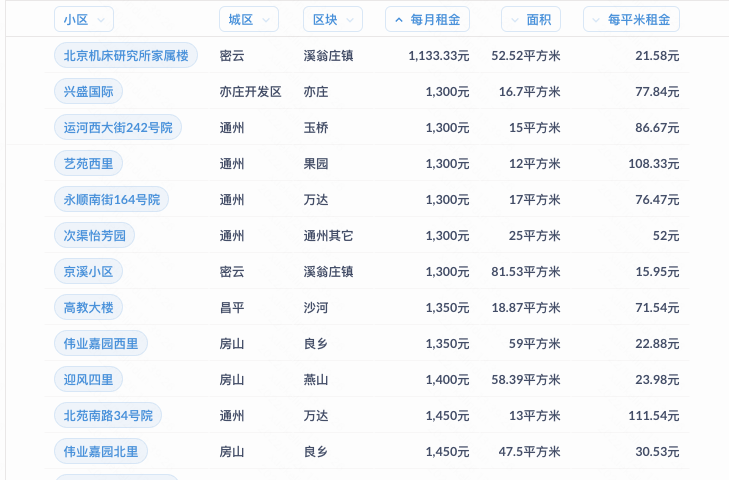 小区 城区 区块 每月租金 面积 每平米租金
北京机床研究所家属楼 密云 溪翁庄镇 1,133.33元 52.52平方米 21.58元
兴盛国际 亦庄开发区 亦庄 1,300元 16.7平方米 77.84元
运河西大街242号院 通州 玉桥 1,300元 15平方米 86.67元
艺苑西里 通州 果园 1,300元 12平方米 108.33元
永顺南街164号院 通州 万达 1,300元 17平方米 76.47元
次渠怡芳园 通州 通州其它 1,300元 25平方米 52元
京溪小区 密云 溪翁庄镇 1,300元 81.53平方米 15.95元
高教大楼 昌平 沙河 1,350元 18.87平方米 71.54元
伟业嘉园西里 房山 良乡 1,350元 59平方米 22.88元
迎风四里 房山 燕山 1,400元 58.39平方米 23.98元
北苑南路34号院 通州 万达 1,450元 13平方米 111.54元
伟业嘉园北里 房山 良乡 1,450元 47.5平方米 30.53元